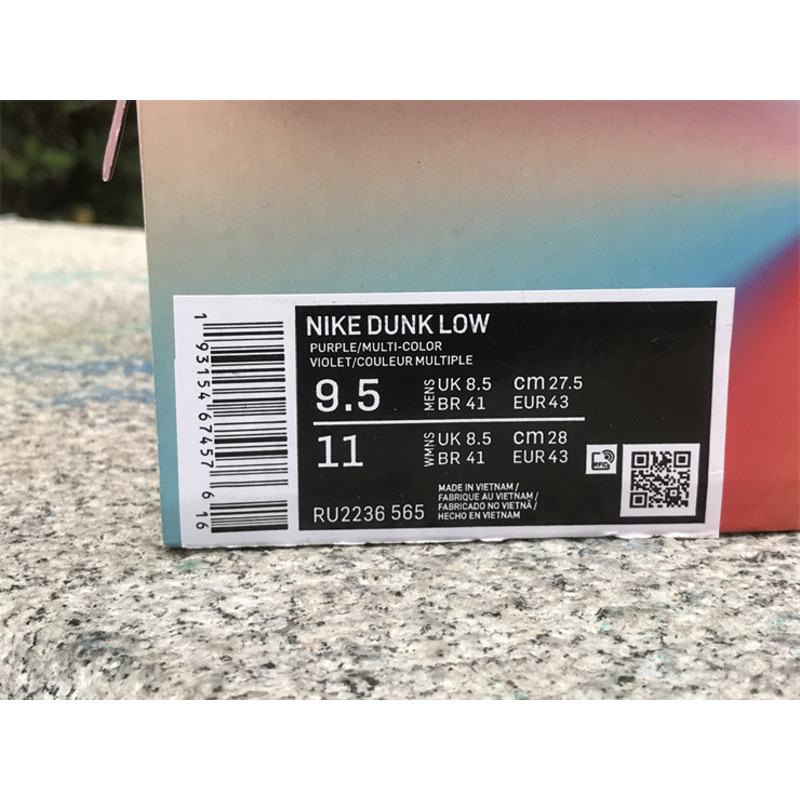 NIKE DUNK LOW
PURPLE/MULTI-COLOR
VIOLET/COULEUR MULTIPLE
9.5 MENS UK 8.5 cm 27.5
BR 41 EUR 43
11 WMNS UK 8.5 cm 28
BR 41 EUR 43
RFID
RU2236 565
MADE IN VIETNAM /
FABRIQUE AU VIETNAM /
FABRICADO NO VIETNÃ /
HECHO EN VIETNAM
1 93154 67457 6 16